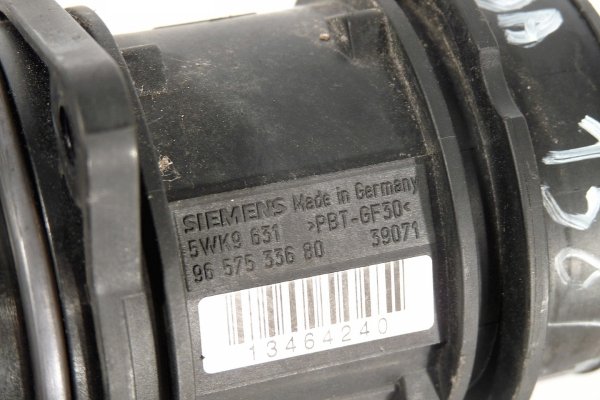 SIEMENS Made in Germany
5WK9 631 >PBT-GF30<
96 575 336 80 39071
13464240